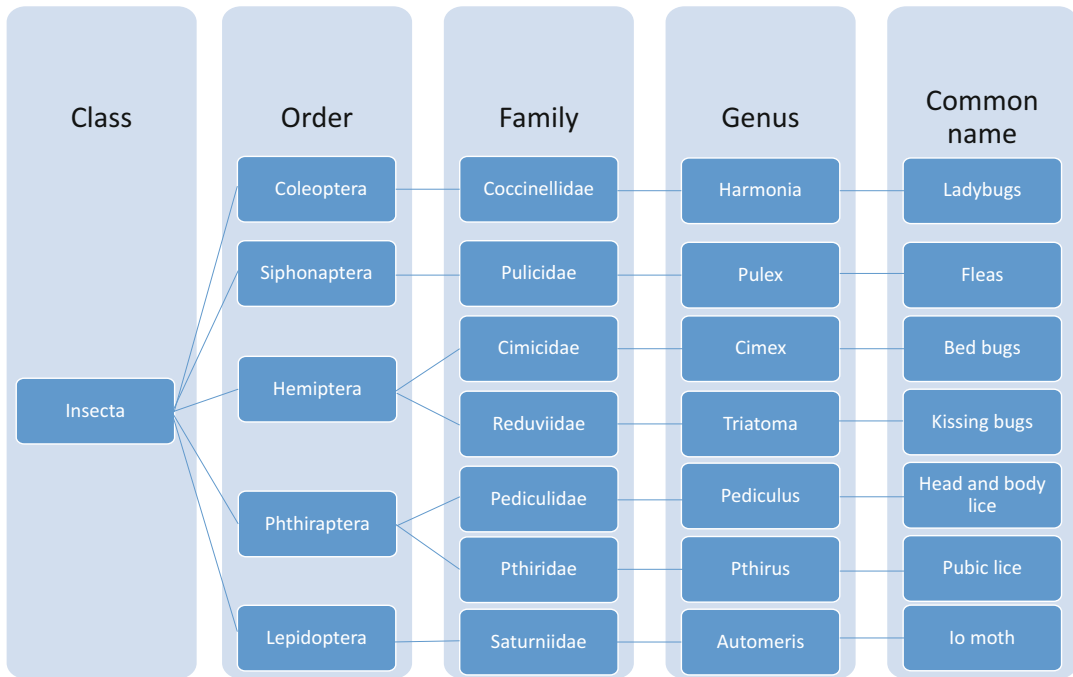 Class
Order
Family
Genus
Common
name
Coleoptera
Coccinellidae
Harmonia
Ladybugs
Siphonaptera
Pulicidae
Pulex
Fleas
Cimicidae
Cimex
Bed bugs
Hemiptera
Insecta
Reduviidae
Triatoma
Kissing bugs
Pediculidae
Pediculus
Head and body
lice
Phthiraptera
Pthiridae
Pthirus
Pubic lice
Lepidoptera
Saturniidae
Automeris
Io moth